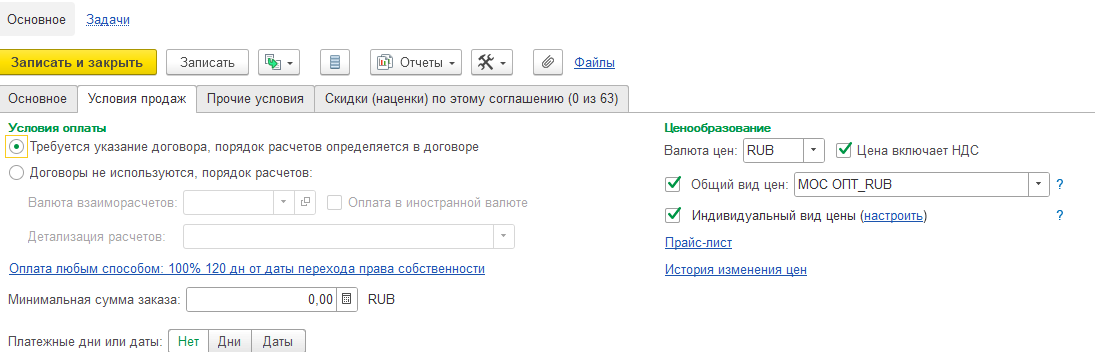 Основное Задачи
Записать и закрыть Записать Отчеты Файлы
Основное Условия продаж Прочие условия Скидки (наценки) по этому соглашению (0 из 63)
Условия оплаты Ценообразование
Требуется указание договора, порядок расчетов определяется в договоре Валюта цен: RUB Цена включает НДС
Договоры не используются, порядок расчетов: Общий вид цен: МОС ОПТ_RUB ?
Валюта взаиморасчетов: Оплата в иностранной валюте Индивидуальный вид цены (настроить) ?
Детализация расчетов: Прайс-лист
Оплата любым способом: 100% 120 дн от даты перехода права собственности История изменения цен
Минимальная сумма заказа: 0,00 RUB
Платежные дни или даты: Нет Дни Даты